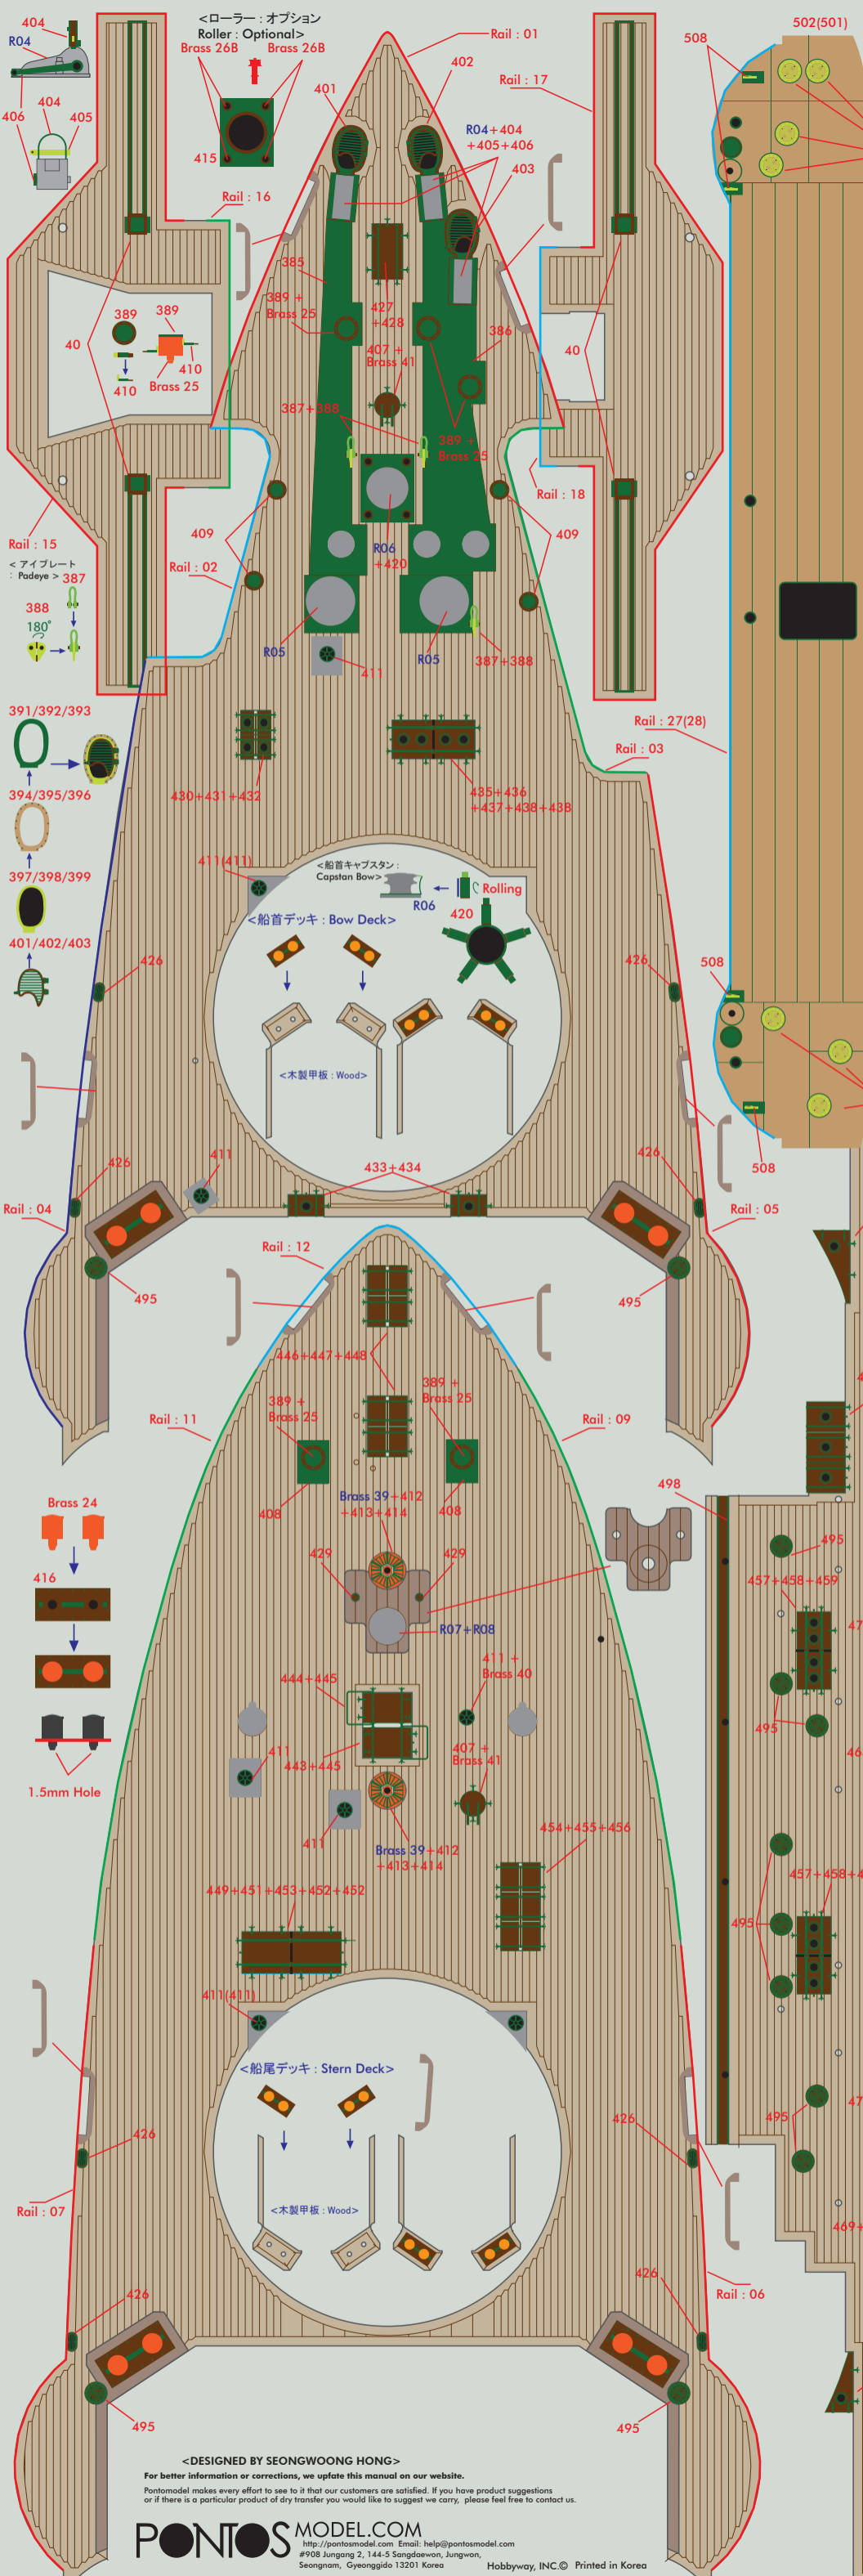 404
R04
404
406
405
<ローラー : オプション
Roller : Optional>
Brass 26B
Brass 26B
415
401
402
Rail : 01
Rail : 17
508
502(501)
R04+404
+405+406
403
Rail : 16
385
389 +
Brass 25
427
+428
386
407 +
Brass 41
387+388
389 +
Brass 25
40
389
389
410
410
Brass 25
40
Rail : 18
409
409
Rail : 15
Rail : 02
R06
+420
< アイプレート
: Padeye >
387
388
180°
R05
R05
411
387+388
391/392/393
394/395/396
397/398/399
401/402/403
Rail : 27(28)
Rail : 03
430+431+432
435+436
+437+438+438
411(411)
<船首キャプスタン :
Capstan Bow>
R06
Rolling
420
<船首デッキ : Bow Deck>
<木製甲板 : Wood>
426
426
508
508
426
411
433+434
426
Rail : 04
Rail : 05
495
495
Rail : 12
446+447+448
389 +
Brass 25
389 +
Brass 25
Rail : 11
Rail : 09
408
408
Brass 39+412
+413+414
498
Brass 24
416
1.5mm Hole
429
429
R07+R08
411 +
Brass 40
444+445
443+445
411
411
407 +
Brass 41
Brass 39+412
+413+414
454+455+456
449+451+453+452+452
411(411)
495
457+458+459
495
495
495
<船尾デッキ : Stern Deck>
<木製甲板 : Wood>
426
426
Rail : 07
426
426
Rail : 06
495
495
<DESIGNED BY SEONGWOONG HONG>
For better information or corrections, we upfate this manual on our website.
Pontosmodel makes every effort to see to it that our customers are satisfied. If you have product suggestions
or if there is a particular product of dry transfer you would like to suggest we carry, please feel free to contact us.
PONTOS MODEL.COM
http://pontosmodel.com Email: help@pontosmodel.com
#908 Jungang 2, 144-5 Sangdaewon, Jungwon,
Seongnam, Gyeonggido 13201 Korea
Hobbyway, INC.© Printed in Korea